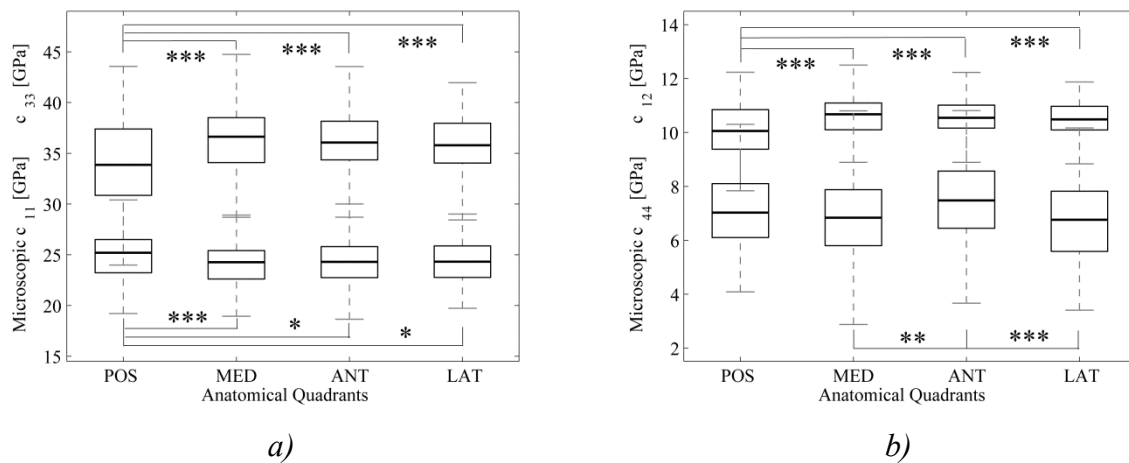 45
40
35
30
25
20
15
Microscopic c 11 [GPa] c 33 [GPa]
*** *** ***
*** * *
POS MED ANT LAT
Anatomical Quadrants
a)
14
12
10
8
6
4
2
Microscopic c 44 [GPa] c 12 [GPa]
*** *** ***
** ***
POS MED ANT LAT
Anatomical Quadrants
b)